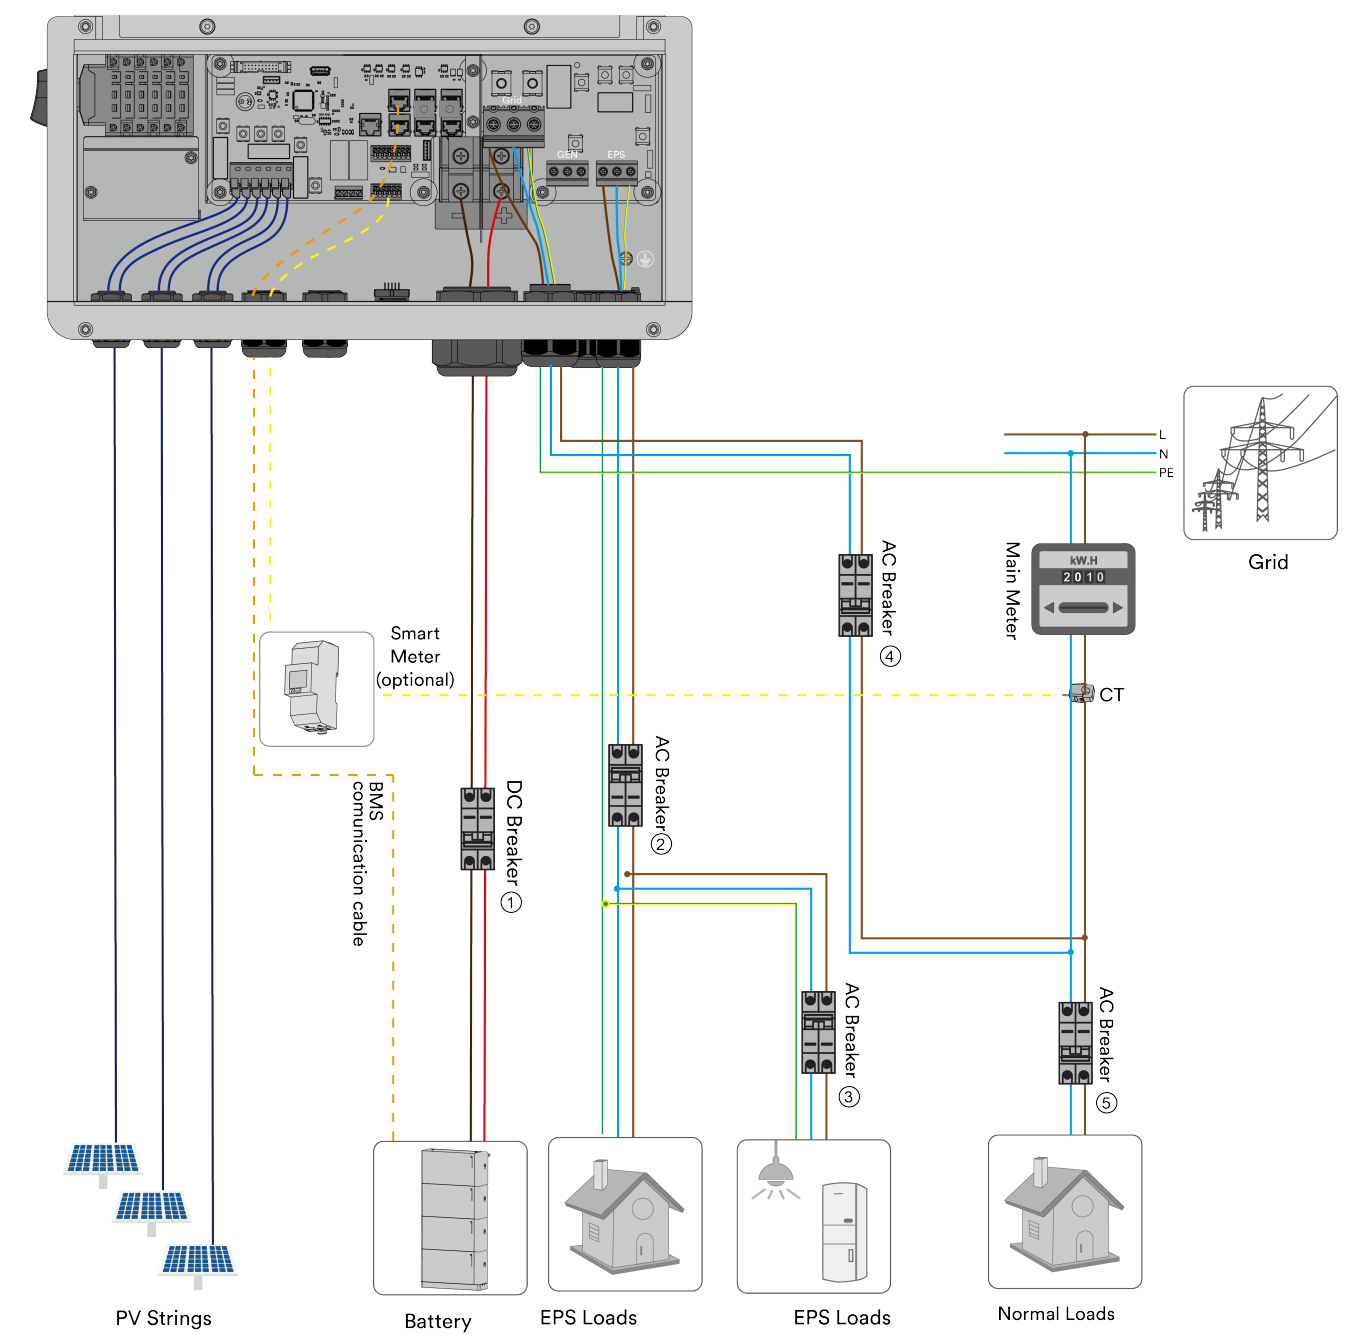 Grid
GEN
EPS
−
+
L
N
PE
Grid
kW.H
2010
Main Meter
AC Breaker
④
CT
Smart
Meter
(optional)
AC Breaker
②
BMS
comunication cable
DC Breaker
①
AC Breaker
③
AC Breaker
⑤
PV Strings
Battery
EPS Loads
EPS Loads
Normal Loads